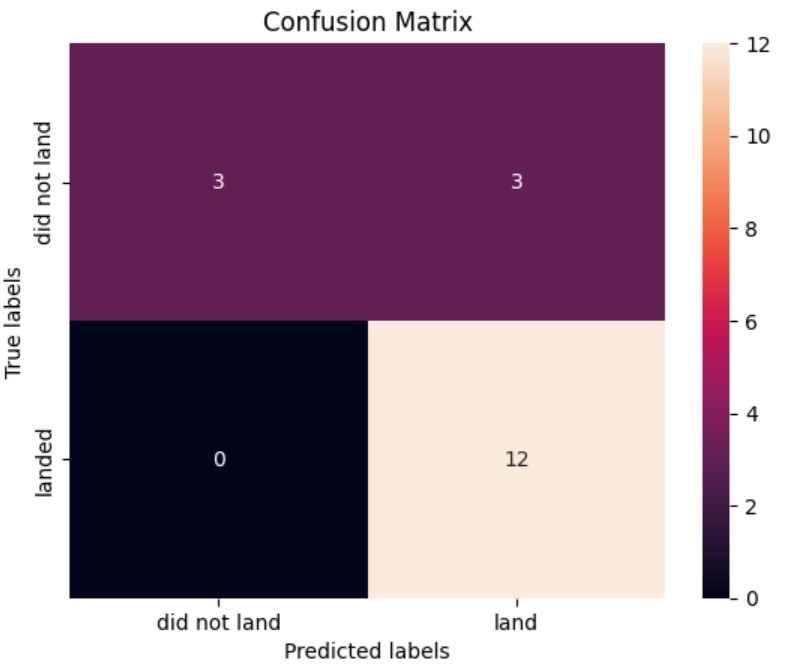 Confusion Matrix
True labels
did not land
landed
3 3
0 12
did not land land
Predicted labels
12
10
8
6
4
2
0